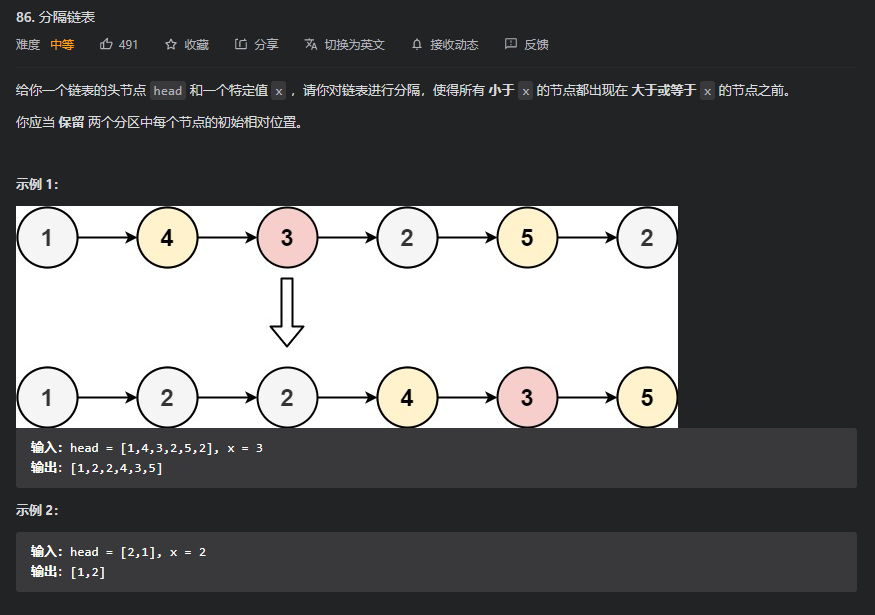 86. 分隔链表
难度 中等 491 收藏 分享 切换为英文 接收动态 反馈
给你一个链表的头节点 head 和一个特定值 x ，请你对链表进行分隔，使得所有 小于 x 的节点都出现在 大于或等于 x 的节点之前。
你应当 保留 两个分区中每个节点的初始相对位置。
示例 1：
1 4 3 2 5 2
1 2 2 4 3 5
输入：head = [1,4,3,2,5,2], x = 3
输出：[1,2,2,4,3,5]
示例 2：
输入：head = [2,1], x = 2
输出：[1,2]